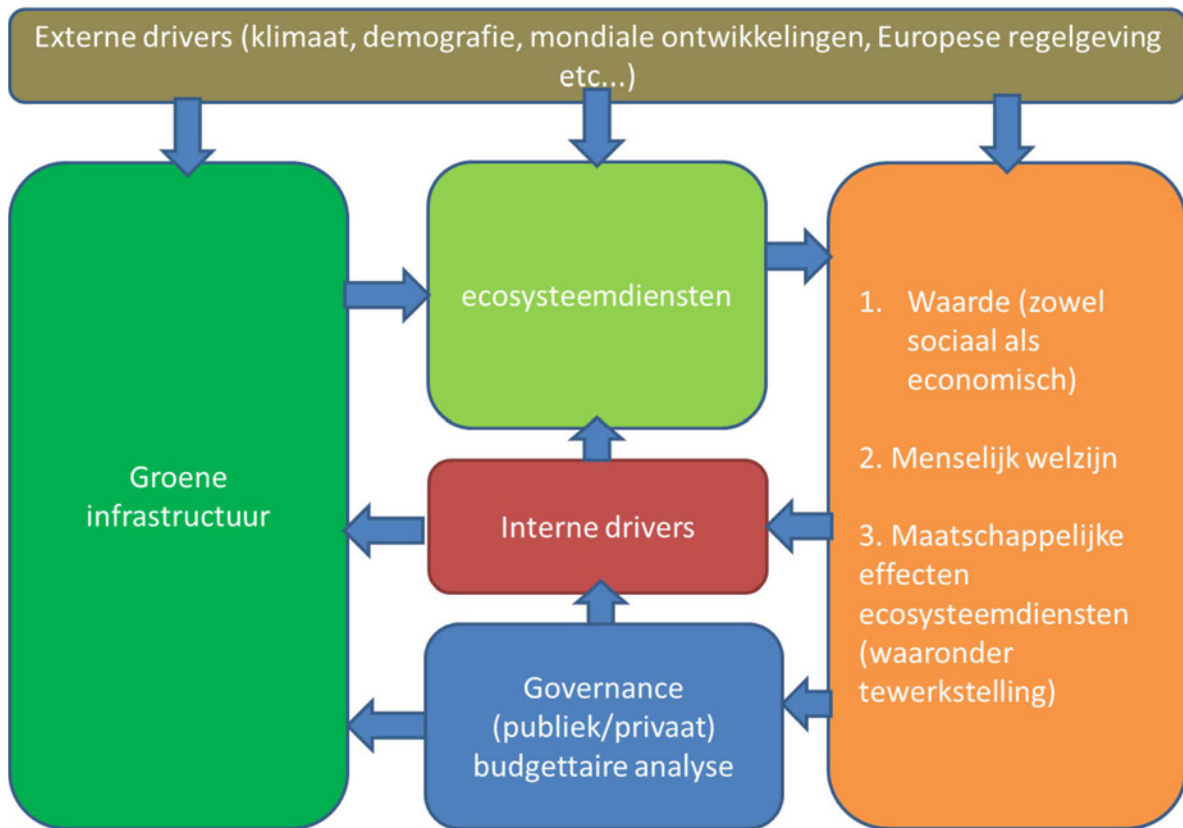 Externe drivers (klimaat, demografie, mondiale ontwikkelingen, Europese regelgeving
etc...)
Groene
infrastructuur
ecosysteemdiensten
Interne drivers
Governance
(publiek/privaat)
budgettaire analyse
1. Waarde (zowel
sociaal als
economisch)
2. Menselijk welzijn
3. Maatschappelijke
effecten
ecosysteemdiensten
(waaronder
tewerkstelling)